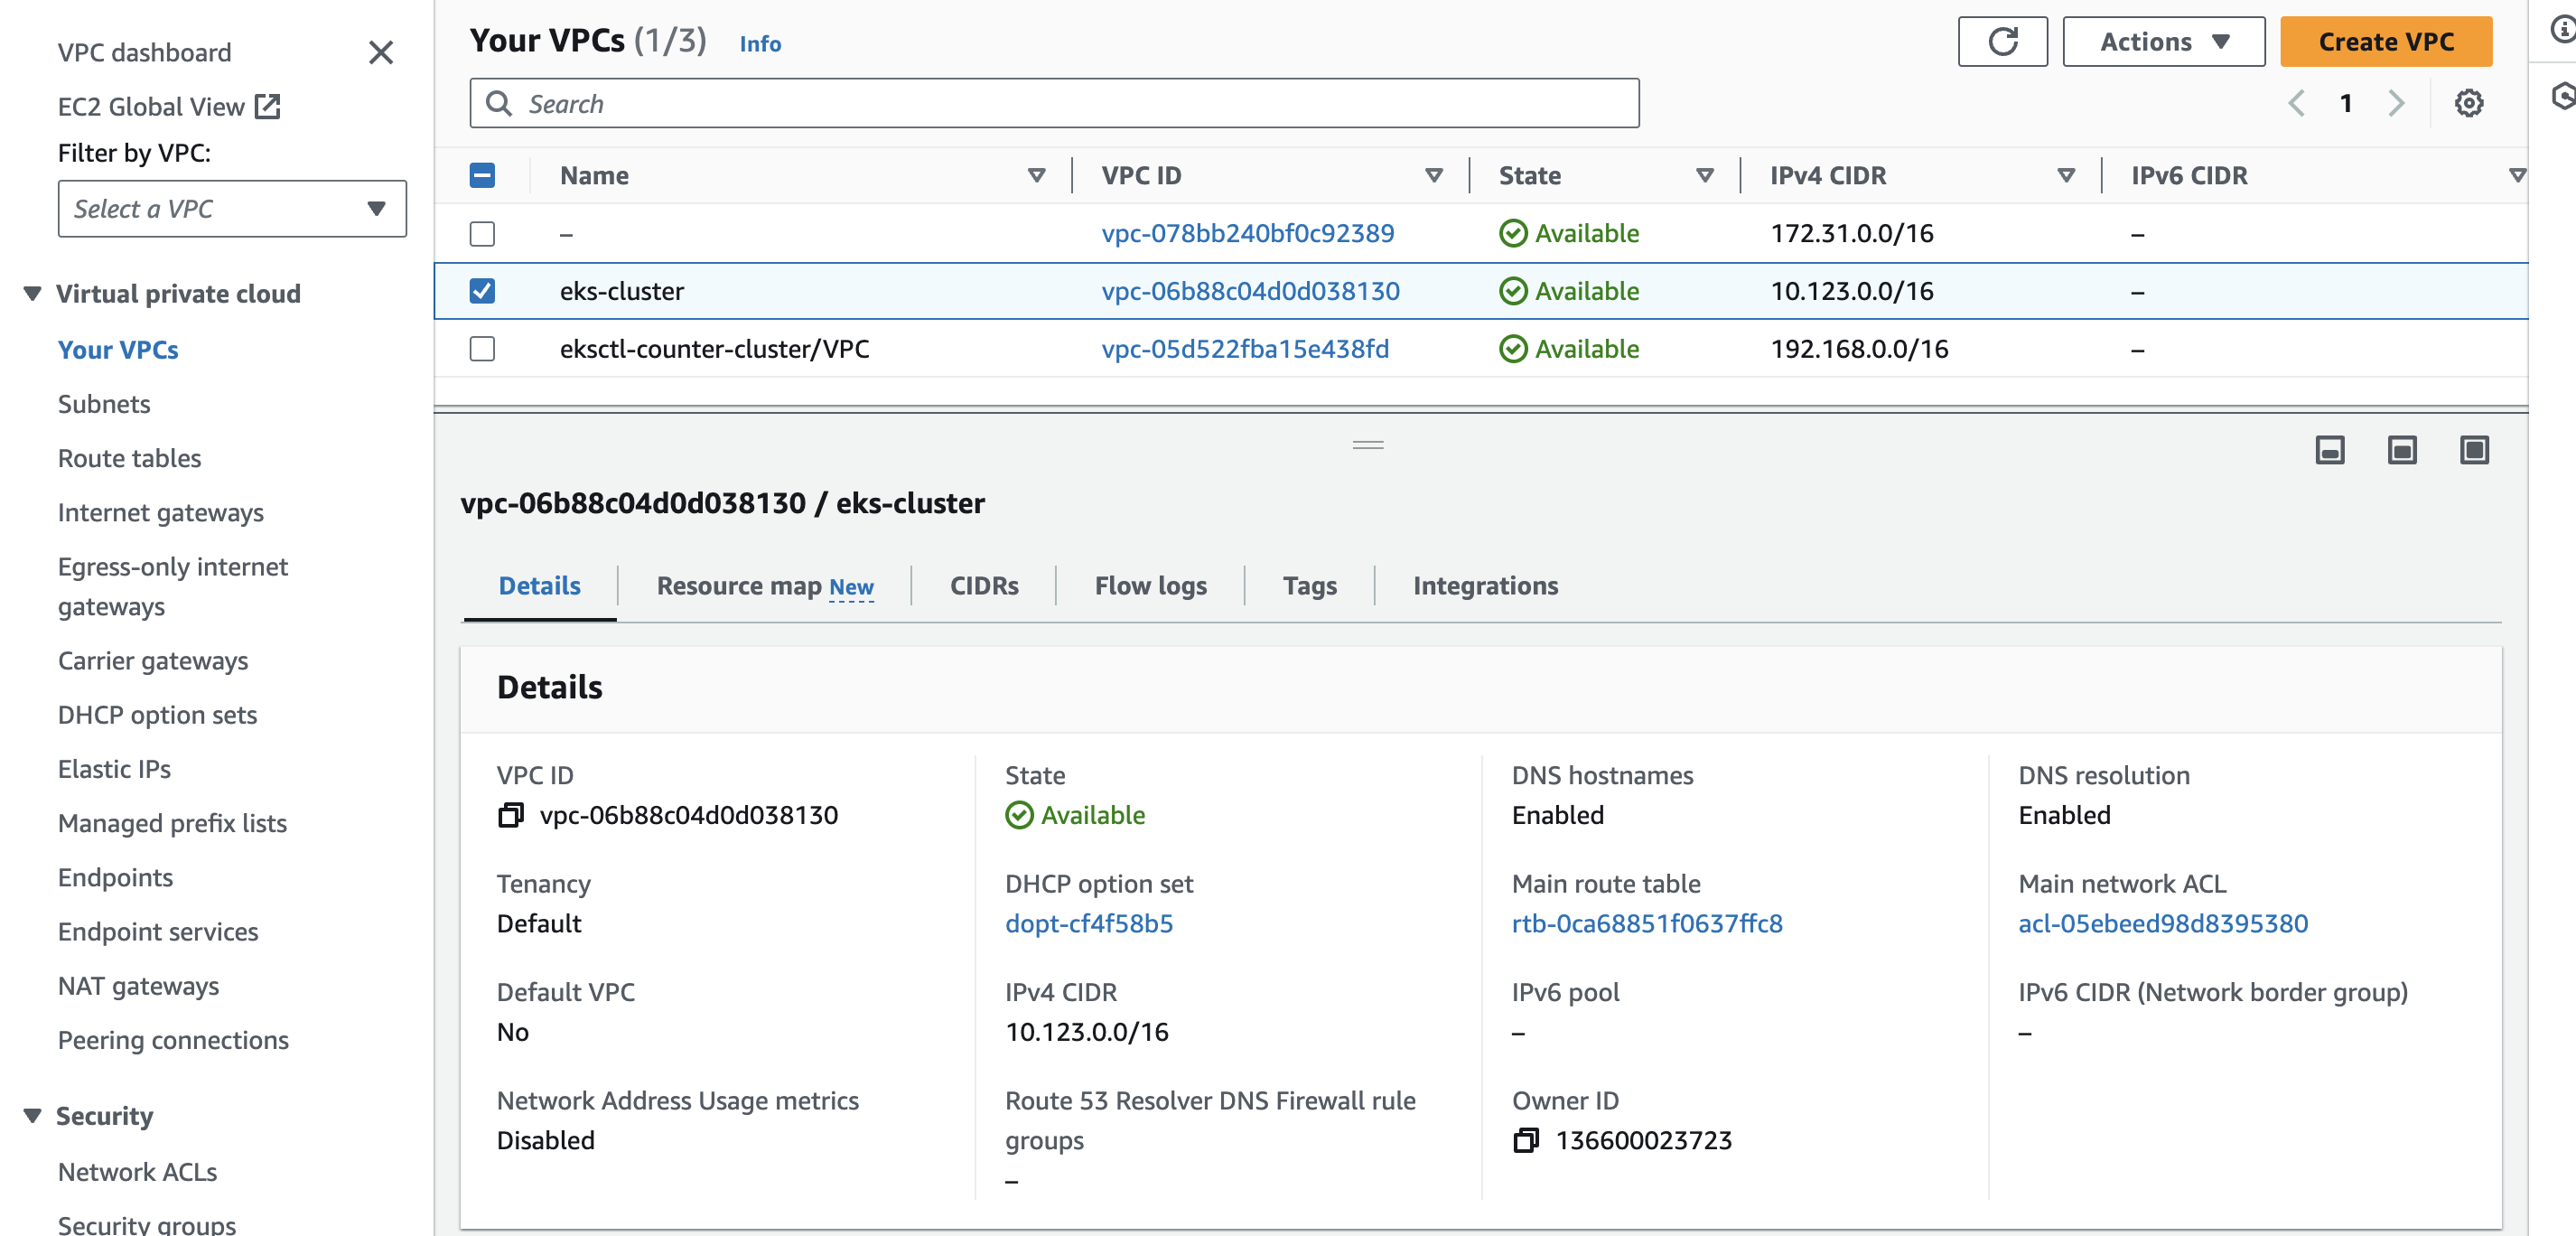 VPC dashboard
EC2 Global View
Filter by VPC:
Select a VPC
Virtual private cloud
Your VPCs
Subnets
Route tables
Internet gateways
Egress-only internet
gateways
Carrier gateways
DHCP option sets
Elastic IPs
Managed prefix lists
Endpoints
Endpoint services
NAT gateways
Peering connections
Security
Network ACLs
Security groups
Your VPCs (1/3) Info
Actions
Create VPC
Search
1
Name VPC ID State IPv4 CIDR IPv6 CIDR
– vpc-078bb240bf0c92389 Available 172.31.0.0/16 –
eks-cluster vpc-06b88c04d0d038130 Available 10.123.0.0/16 –
eksctl-counter-cluster/VPC vpc-05d522fba15e438fd Available 192.168.0.0/16 –
vpc-06b88c04d0d038130 / eks-cluster
Details Resource map New CIDRs Flow logs Tags Integrations
Details
VPC ID
vpc-06b88c04d0d038130
State
Available
DNS hostnames
Enabled
DNS resolution
Enabled
Tenancy
Default
DHCP option set
dopt-cf4f58b5
Main route table
rtb-0ca68851f0637ffc8
Main network ACL
acl-05ebeed98d8395380
Default VPC
No
IPv4 CIDR
10.123.0.0/16
IPv6 pool
–
IPv6 CIDR (Network border group)
–
Network Address Usage metrics
Disabled
Route 53 Resolver DNS Firewall rule
groups
–
Owner ID
136600023723